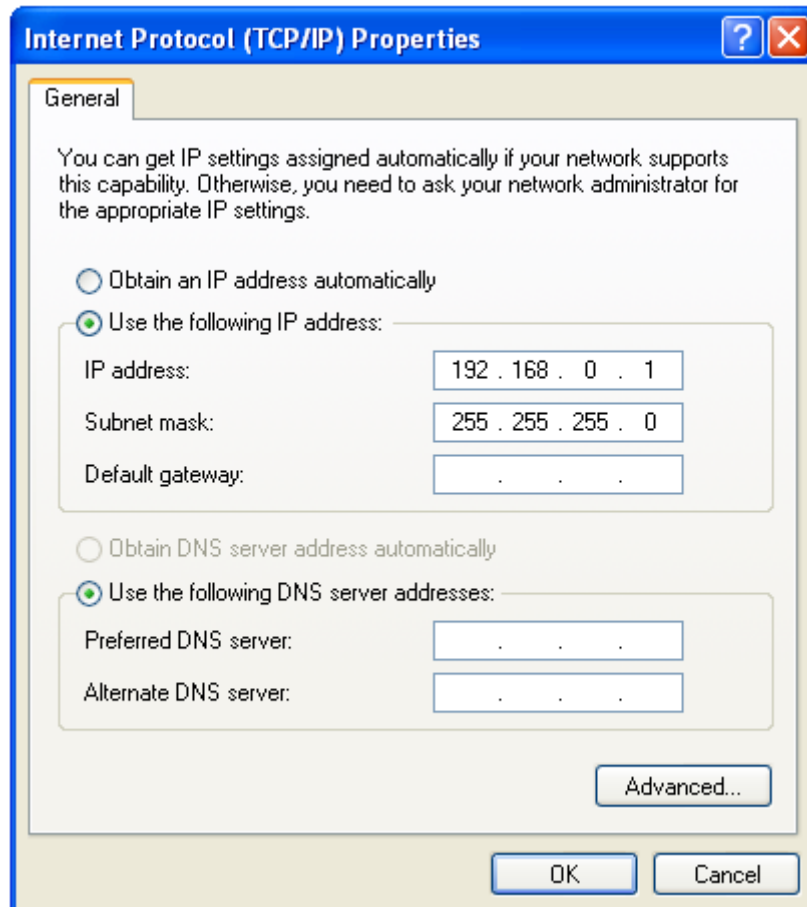 Internet Protocol (TCP/IP) Properties
General
You can get IP settings assigned automatically if your network supports
this capability. Otherwise, you need to ask your network administrator for
the appropriate IP settings.
Obtain an IP address automatically
Use the following IP address:
IP address: 192 . 168 . 0 . 1
Subnet mask: 255 . 255 . 255 . 0
Default gateway: . . .
Obtain DNS server address automatically
Use the following DNS server addresses:
Preferred DNS server: . . .
Alternate DNS server: . . .
Advanced...
OK Cancel